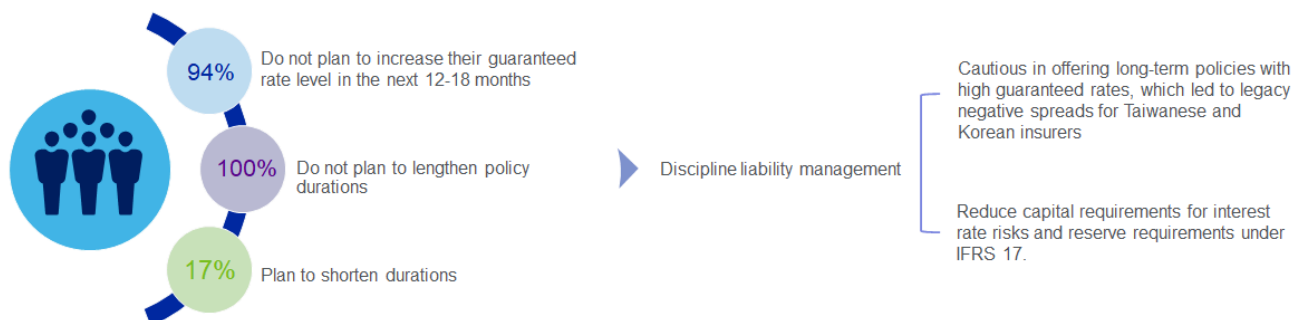 94%
Do not plan to increase their guaranteed
rate level in the next 12-18 months
100%
Do not plan to lengthen policy
durations
17%
Plan to shorten durations
Discipline liability management
Cautious in offering long-term policies with
high guaranteed rates, which led to legacy
negative spreads for Taiwanese and
Korean insurers
Reduce capital requirements for interest
rate risks and reserve requirements under
IFRS 17.